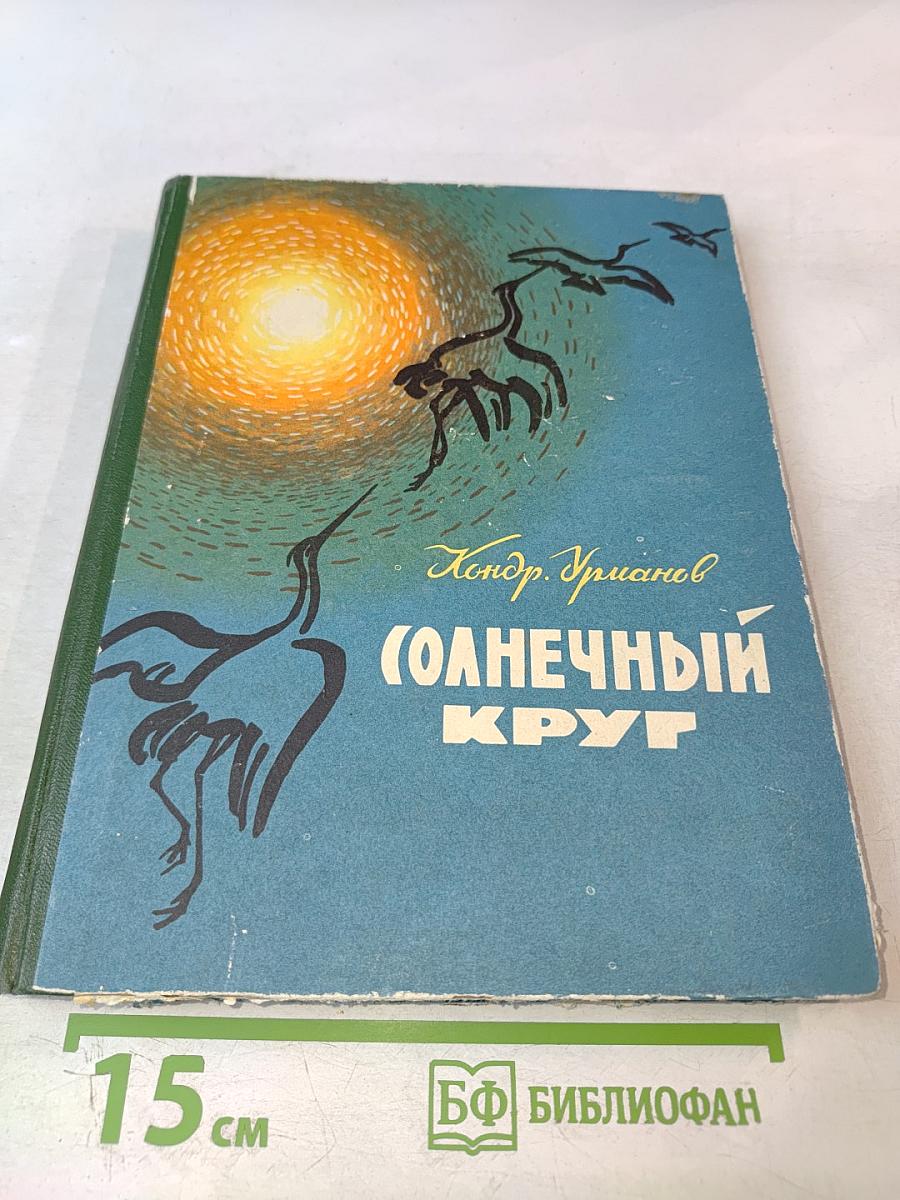 Кондр. Урманов
СОЛНЕЧНЫЙ
КРУГ
15 см
БФ БИБЛИОФАН